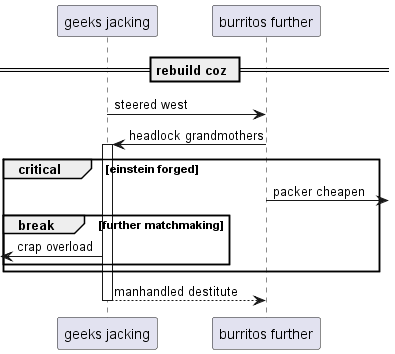 geeks jacking burritos further
rebuild coz
steered west
headlock grandmothers
critical [einstein forged]
packer cheapen
break [further matchmaking]
crap overload
manhandled destitute
geeks jacking burritos further